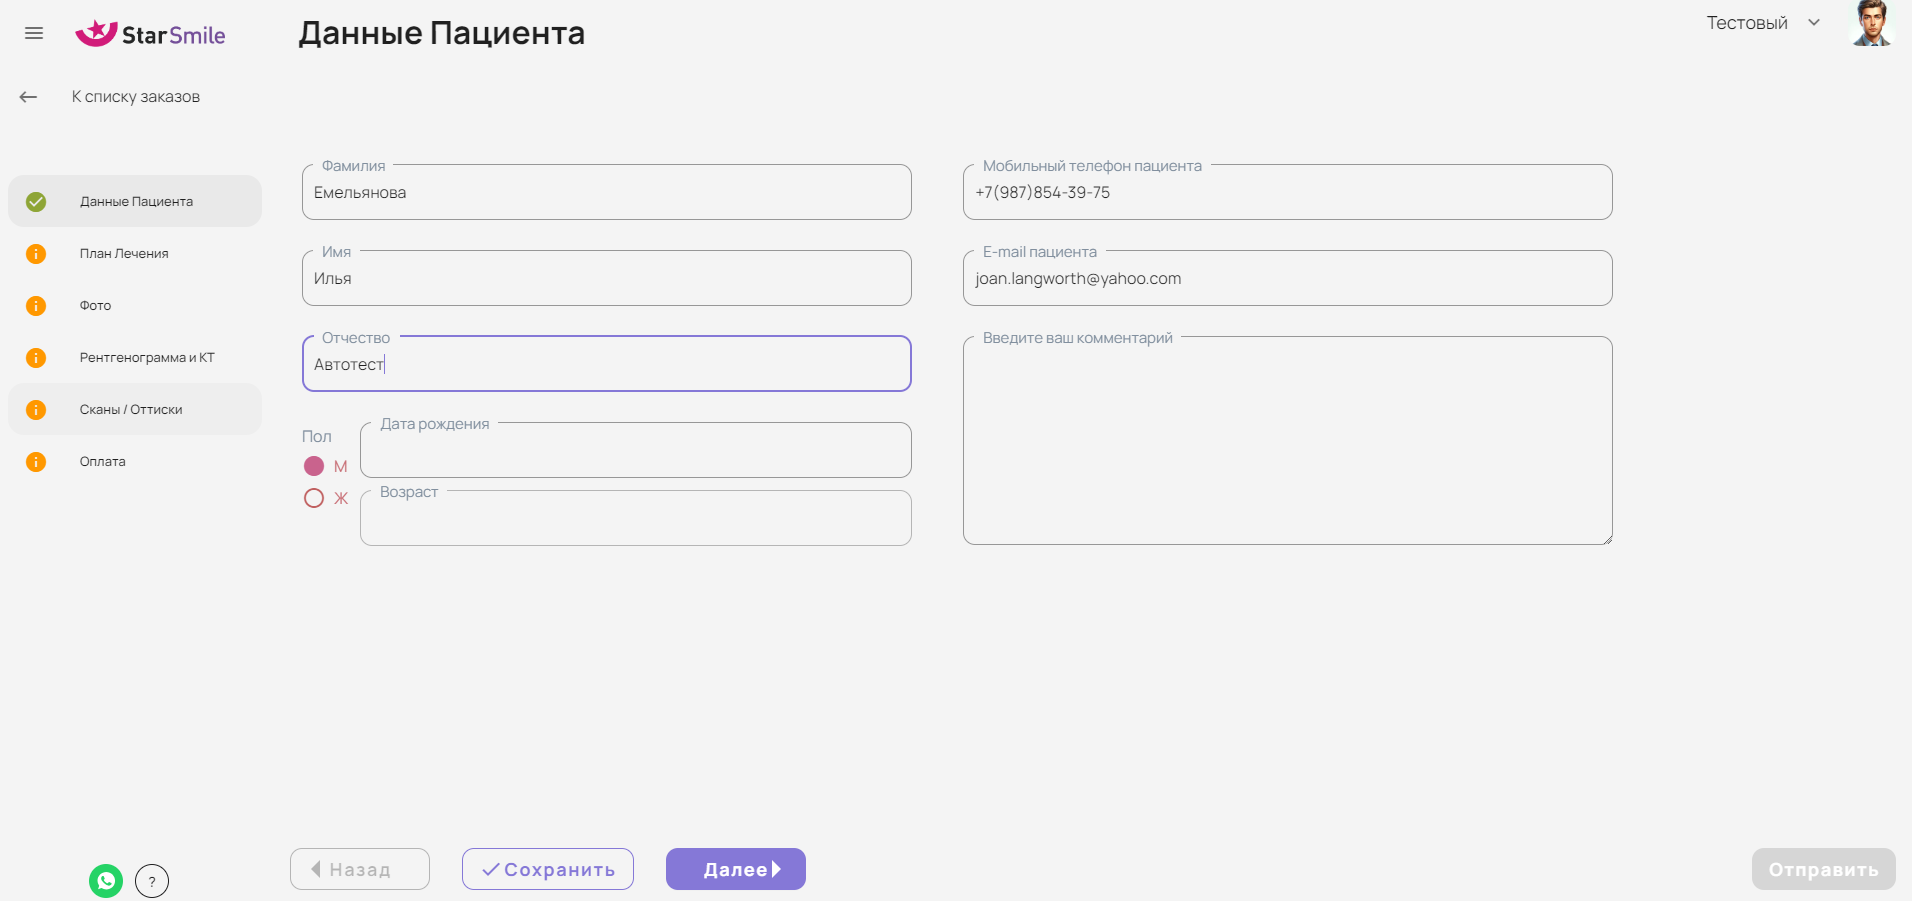 StarSmile
Данные Пациента
Тестовый
К списку заказов
Данные Пациента
План Лечения
Фото
Рентгенограмма и КТ
Сканы / Оттиски
Оплата
Фамилия
Емельянова
Имя
Илья
Отчество
Автотест
Пол
М
Ж
Дата рождения
Возраст
Мобильный телефон пациента
+7(987)854-39-75
E-mail пациента
joan.langworth@yahoo.com
Введите ваш комментарий
?
Назад
Сохранить
Далее
Отправить